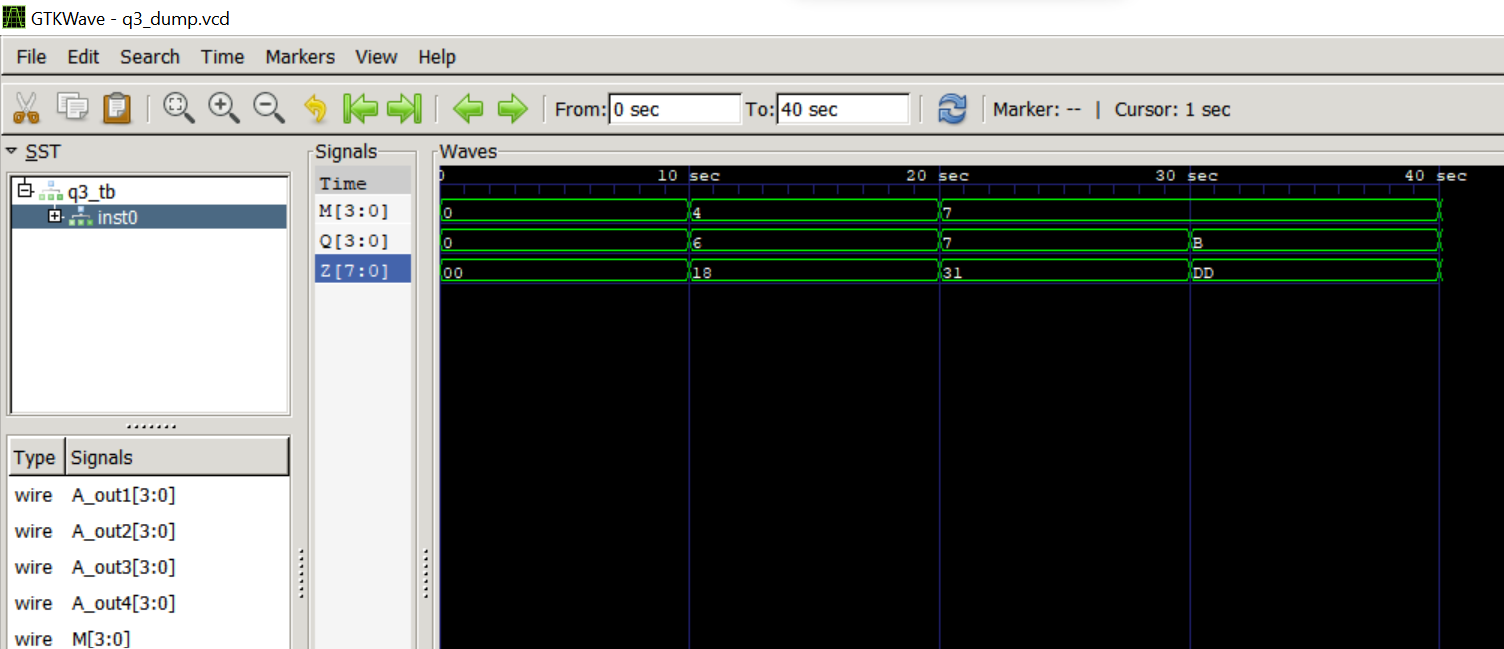 GTKWave - q3_dump.vcd
File Edit Search Time Markers View Help
From: 0 sec To: 40 sec Marker: -- | Cursor: 1 sec
SST
q3_tb
inst0
Type Signals
wire A_out1[3:0]
wire A_out2[3:0]
wire A_out3[3:0]
wire A_out4[3:0]
wire M[3:0]
Signals
Time
M[3:0]
Q[3:0]
Z[7:0]
Waves
0 10 sec 20 sec 30 sec 40 sec
0 4 7
0 6 7 B
00 18 31 DD